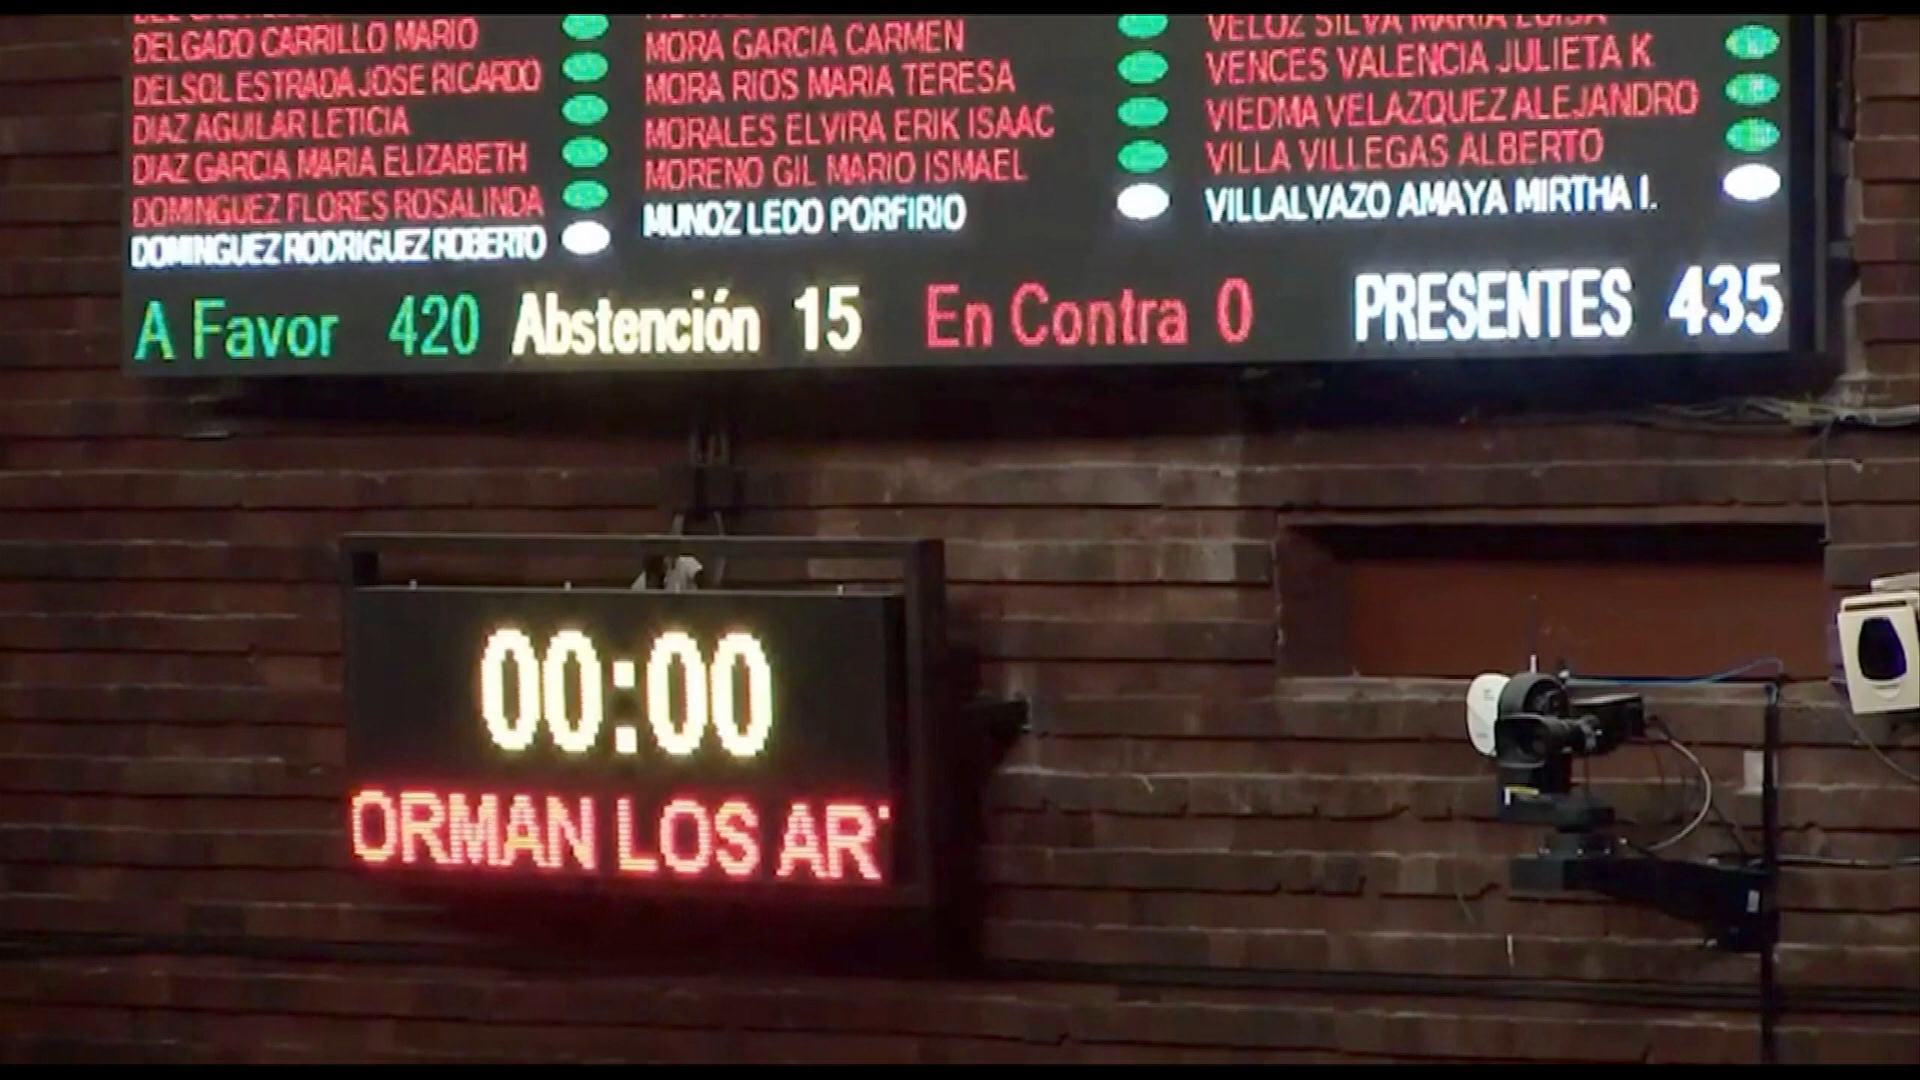 DELGADO CARRILLO MARIO
DELSOL ESTRADA JOSE RICARDO
DIAZ AGUILAR LETICIA
DIAZ GARCIA MARIA ELIZABETH
DOMINGUEZ FLORES ROSALINDA
DOMINGUEZ RODRIGUEZ ROBERTO
MORA GARCIA CARMEN
MORA RIOS MARIA TERESA
MORALES ELVIRA ERIK ISAAC
MORENO GIL MARIO ISMAEL
MUNOZ LEDO PORFIRIO
VELOZ SILVA MARIA LUISA
VENCES VALENCIA JULIETA K
VIEDMA VELAZQUEZ ALEJANDRO
VILLA VILLEGAS ALBERTO
VILLALVAZO AMAYA MIRTHA I.
A Favor 420 Abstención 15 En Contra 0 PRESENTES 435
00:00
ORMAN LOS AR